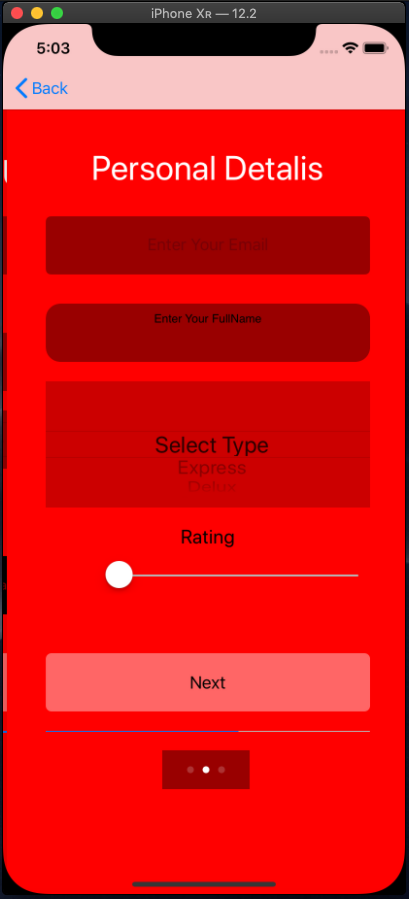 iPhone XR — 12.2
5:03
Back
Personal Detalis
Enter Your Email
Enter Your FullName
Select Type
Express
Delux
Rating
Next